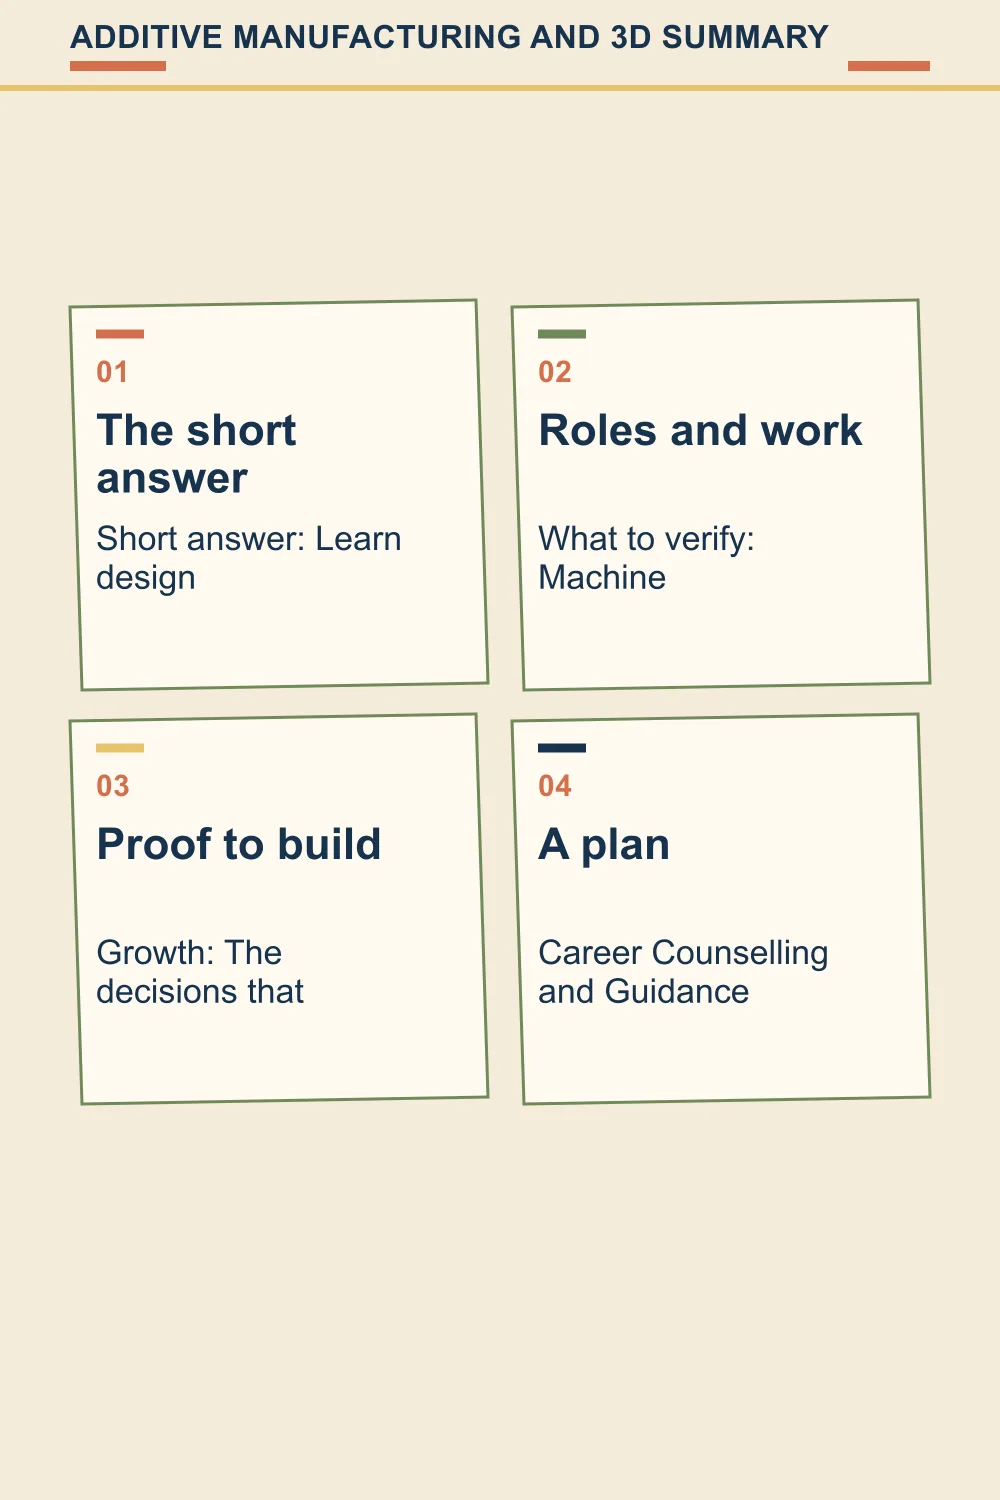 ADDITIVE MANUFACTURING AND 3D SUMMARY
01
The short
answer
Short answer: Learn
design
02
Roles and work
What to verify:
Machine
03
Proof to build
Growth: The
decisions that
04
A plan
Career Counselling
and Guidance